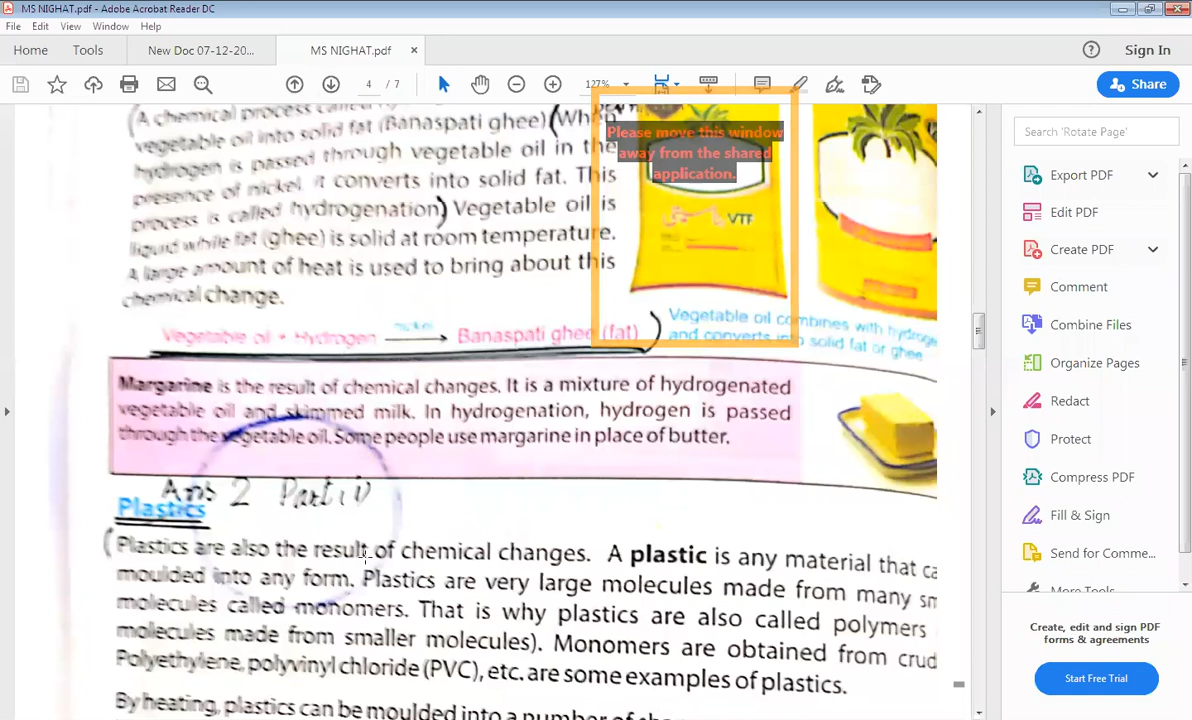 MS NIGHAT.pdf - Adobe Acrobat Reader DC
File Edit View Window Help
Home Tools New Doc 07-12-20... MS NIGHAT.pdf × Sign In
4 / 7 127% Share
(A chemical process called
vegetable oil into solid fat (Banaspati ghee)(When
hydrogen is passed through vegetable oil in the
presence of nickel, it converts into solid fat. This
process is called hydrogenation) Vegetable oil is
liquid while fat (ghee) is solid at room temperature.
A large amount of heat is used to bring about this
chemical change.
Please move this window
away from the shared
application.
VTF
Vegetable oil + Hydrogen nickel → Banaspati ghee (fat))
Vegetable oil combines with hydroge
and converts into solid fat or ghee.
Margarine is the result of chemical changes. It is a mixture of hydrogenated
vegetable oil and skimmed milk. In hydrogenation, hydrogen is passed
through the vegetable oil. Some people use margarine in place of butter.
Ans 2 Part
Plastics
(Plastics are also the result of chemical changes. A plastic is any material that ca
moulded into any form. Plastics are very large molecules made from many sm
molecules called monomers. That is why plastics are also called polymers
molecules made from smaller molecules). Monomers are obtained from crud
Polyethylene, polyvinyl chloride (PVC), etc. are some examples of plastics.
By heating, plastics can be moulded into a number of
Search 'Rotate Page'
Export PDF
Edit PDF
Create PDF
Comment
Combine Files
Organize Pages
Redact
Protect
Compress PDF
Fill & Sign
Send for Comme...
More Tools
Create, edit and sign PDF
forms & agreements
Start Free Trial